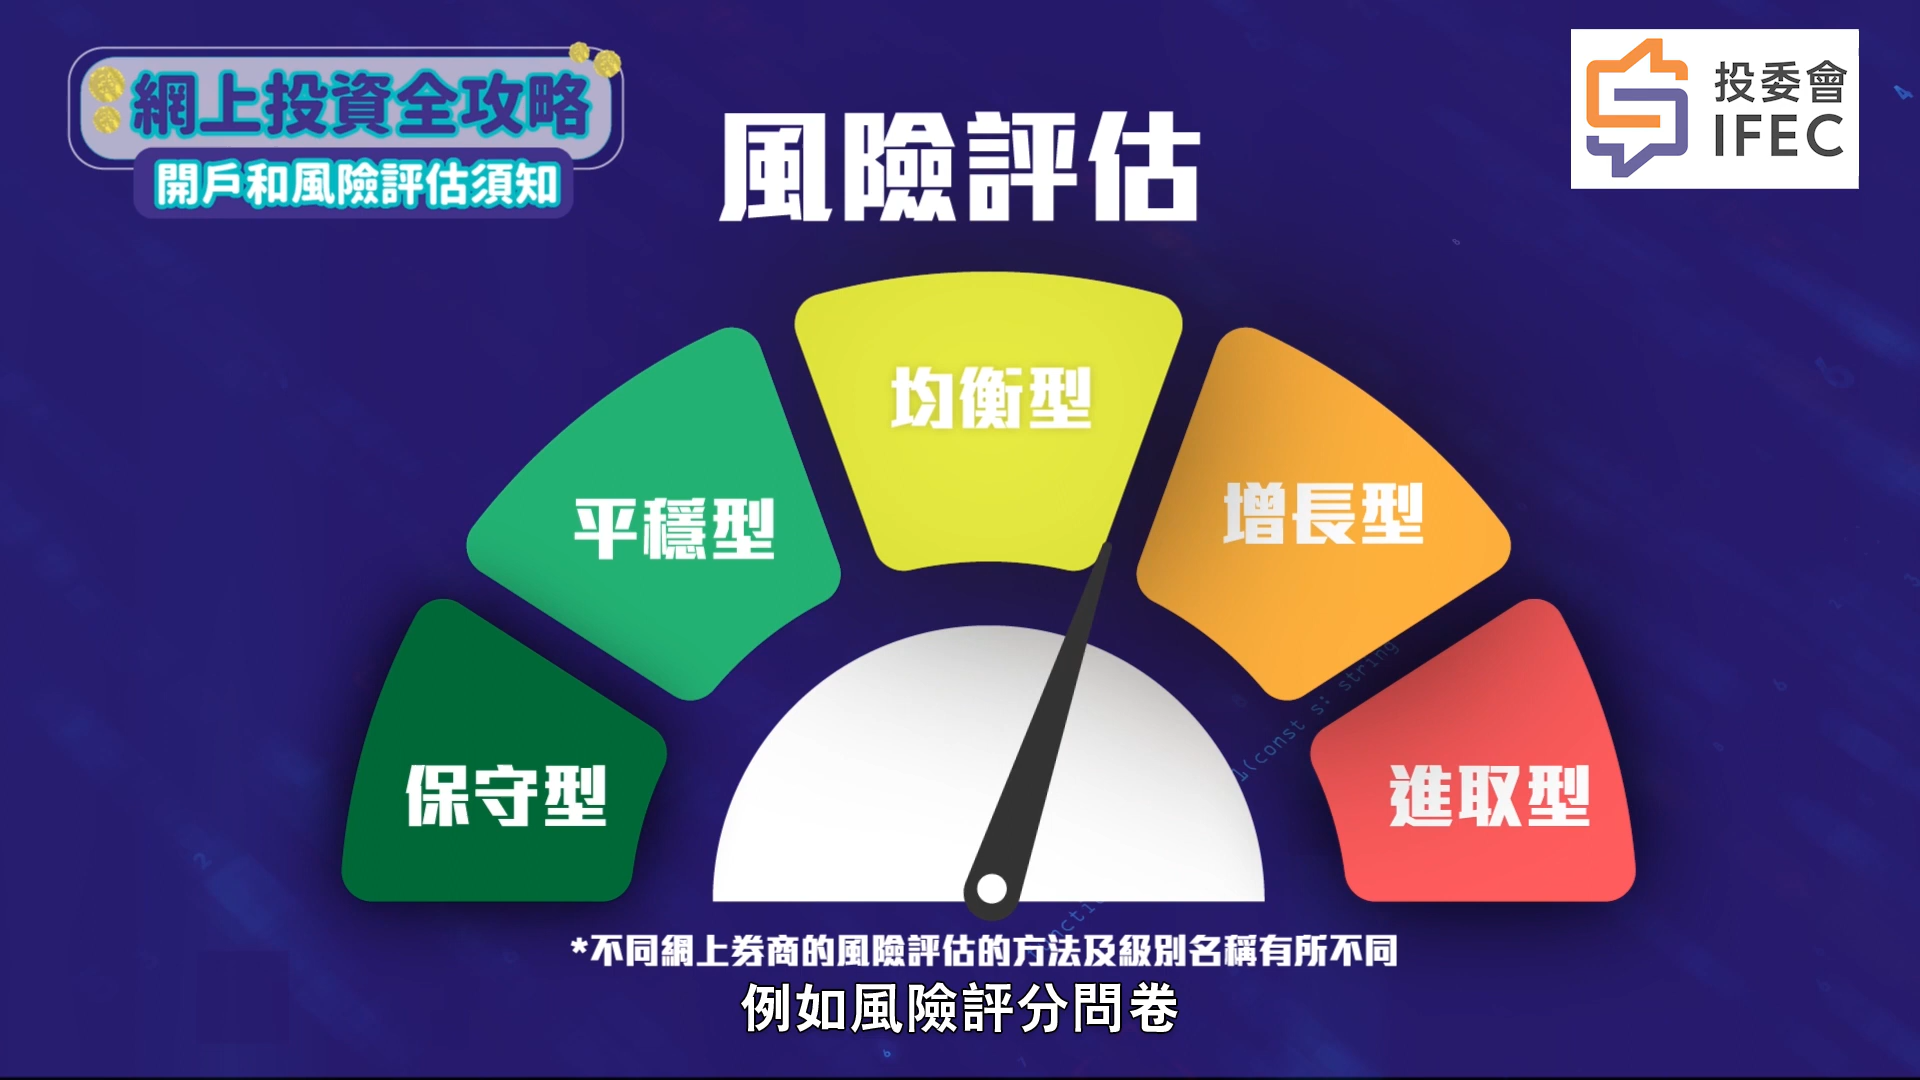 網上投資全攻略
開戶和風險評估須知
風險評估
投委會
IFEC
均衡型
平穩型
增長型
保守型
進取型
(const s: string
*不同網上券商的風險評估的方法及級別名稱有所不同
例如風險評分問卷